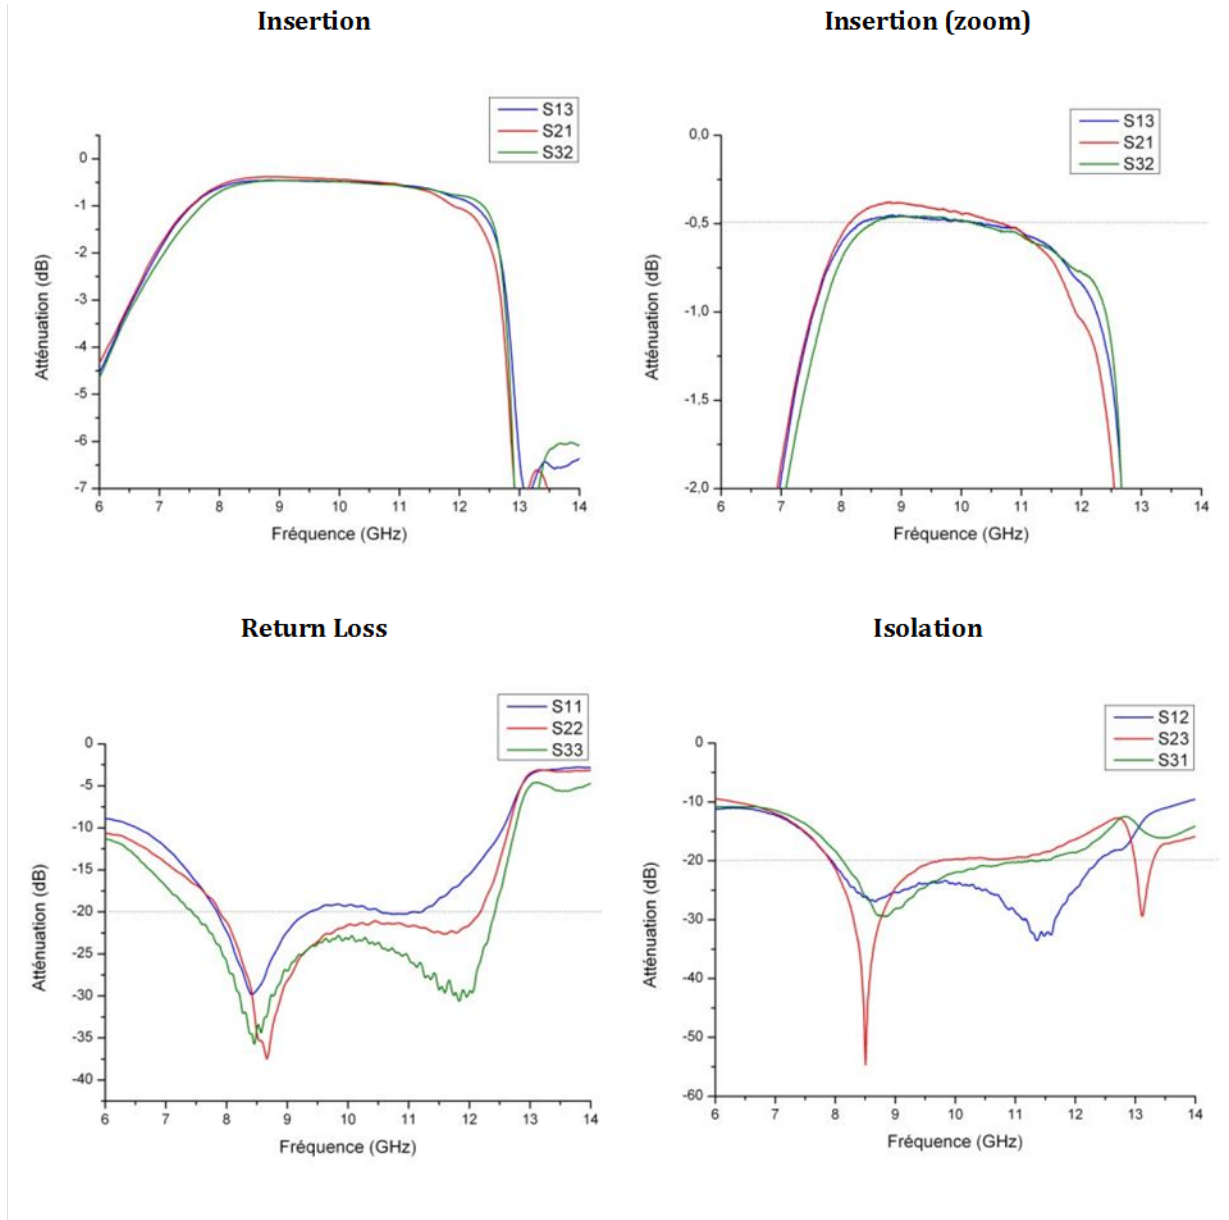 Insertion
Insertion (zoom)
S13
S21
S32
0
-1
-2
-3
-4
-5
-6
-7
Atténuation (dB)
6 7 8 9 10 11 12 13 14
Fréquence (GHz)
S13
S21
S32
0,0
-0,5
-1,0
-1,5
-2,0
Atténuation (dB)
6 7 8 9 10 11 12 13 14
Fréquence (GHz)
Return Loss
Isolation
S11
S22
S33
0
-5
-10
-15
-20
-25
-30
-35
-40
Atténuation (dB)
6 7 8 9 10 11 12 13 14
Fréquence (GHz)
S12
S23
S31
0
-10
-20
-30
-40
-50
-60
Atténuation (dB)
6 7 8 9 10 11 12 13 14
Fréquence (GHz)